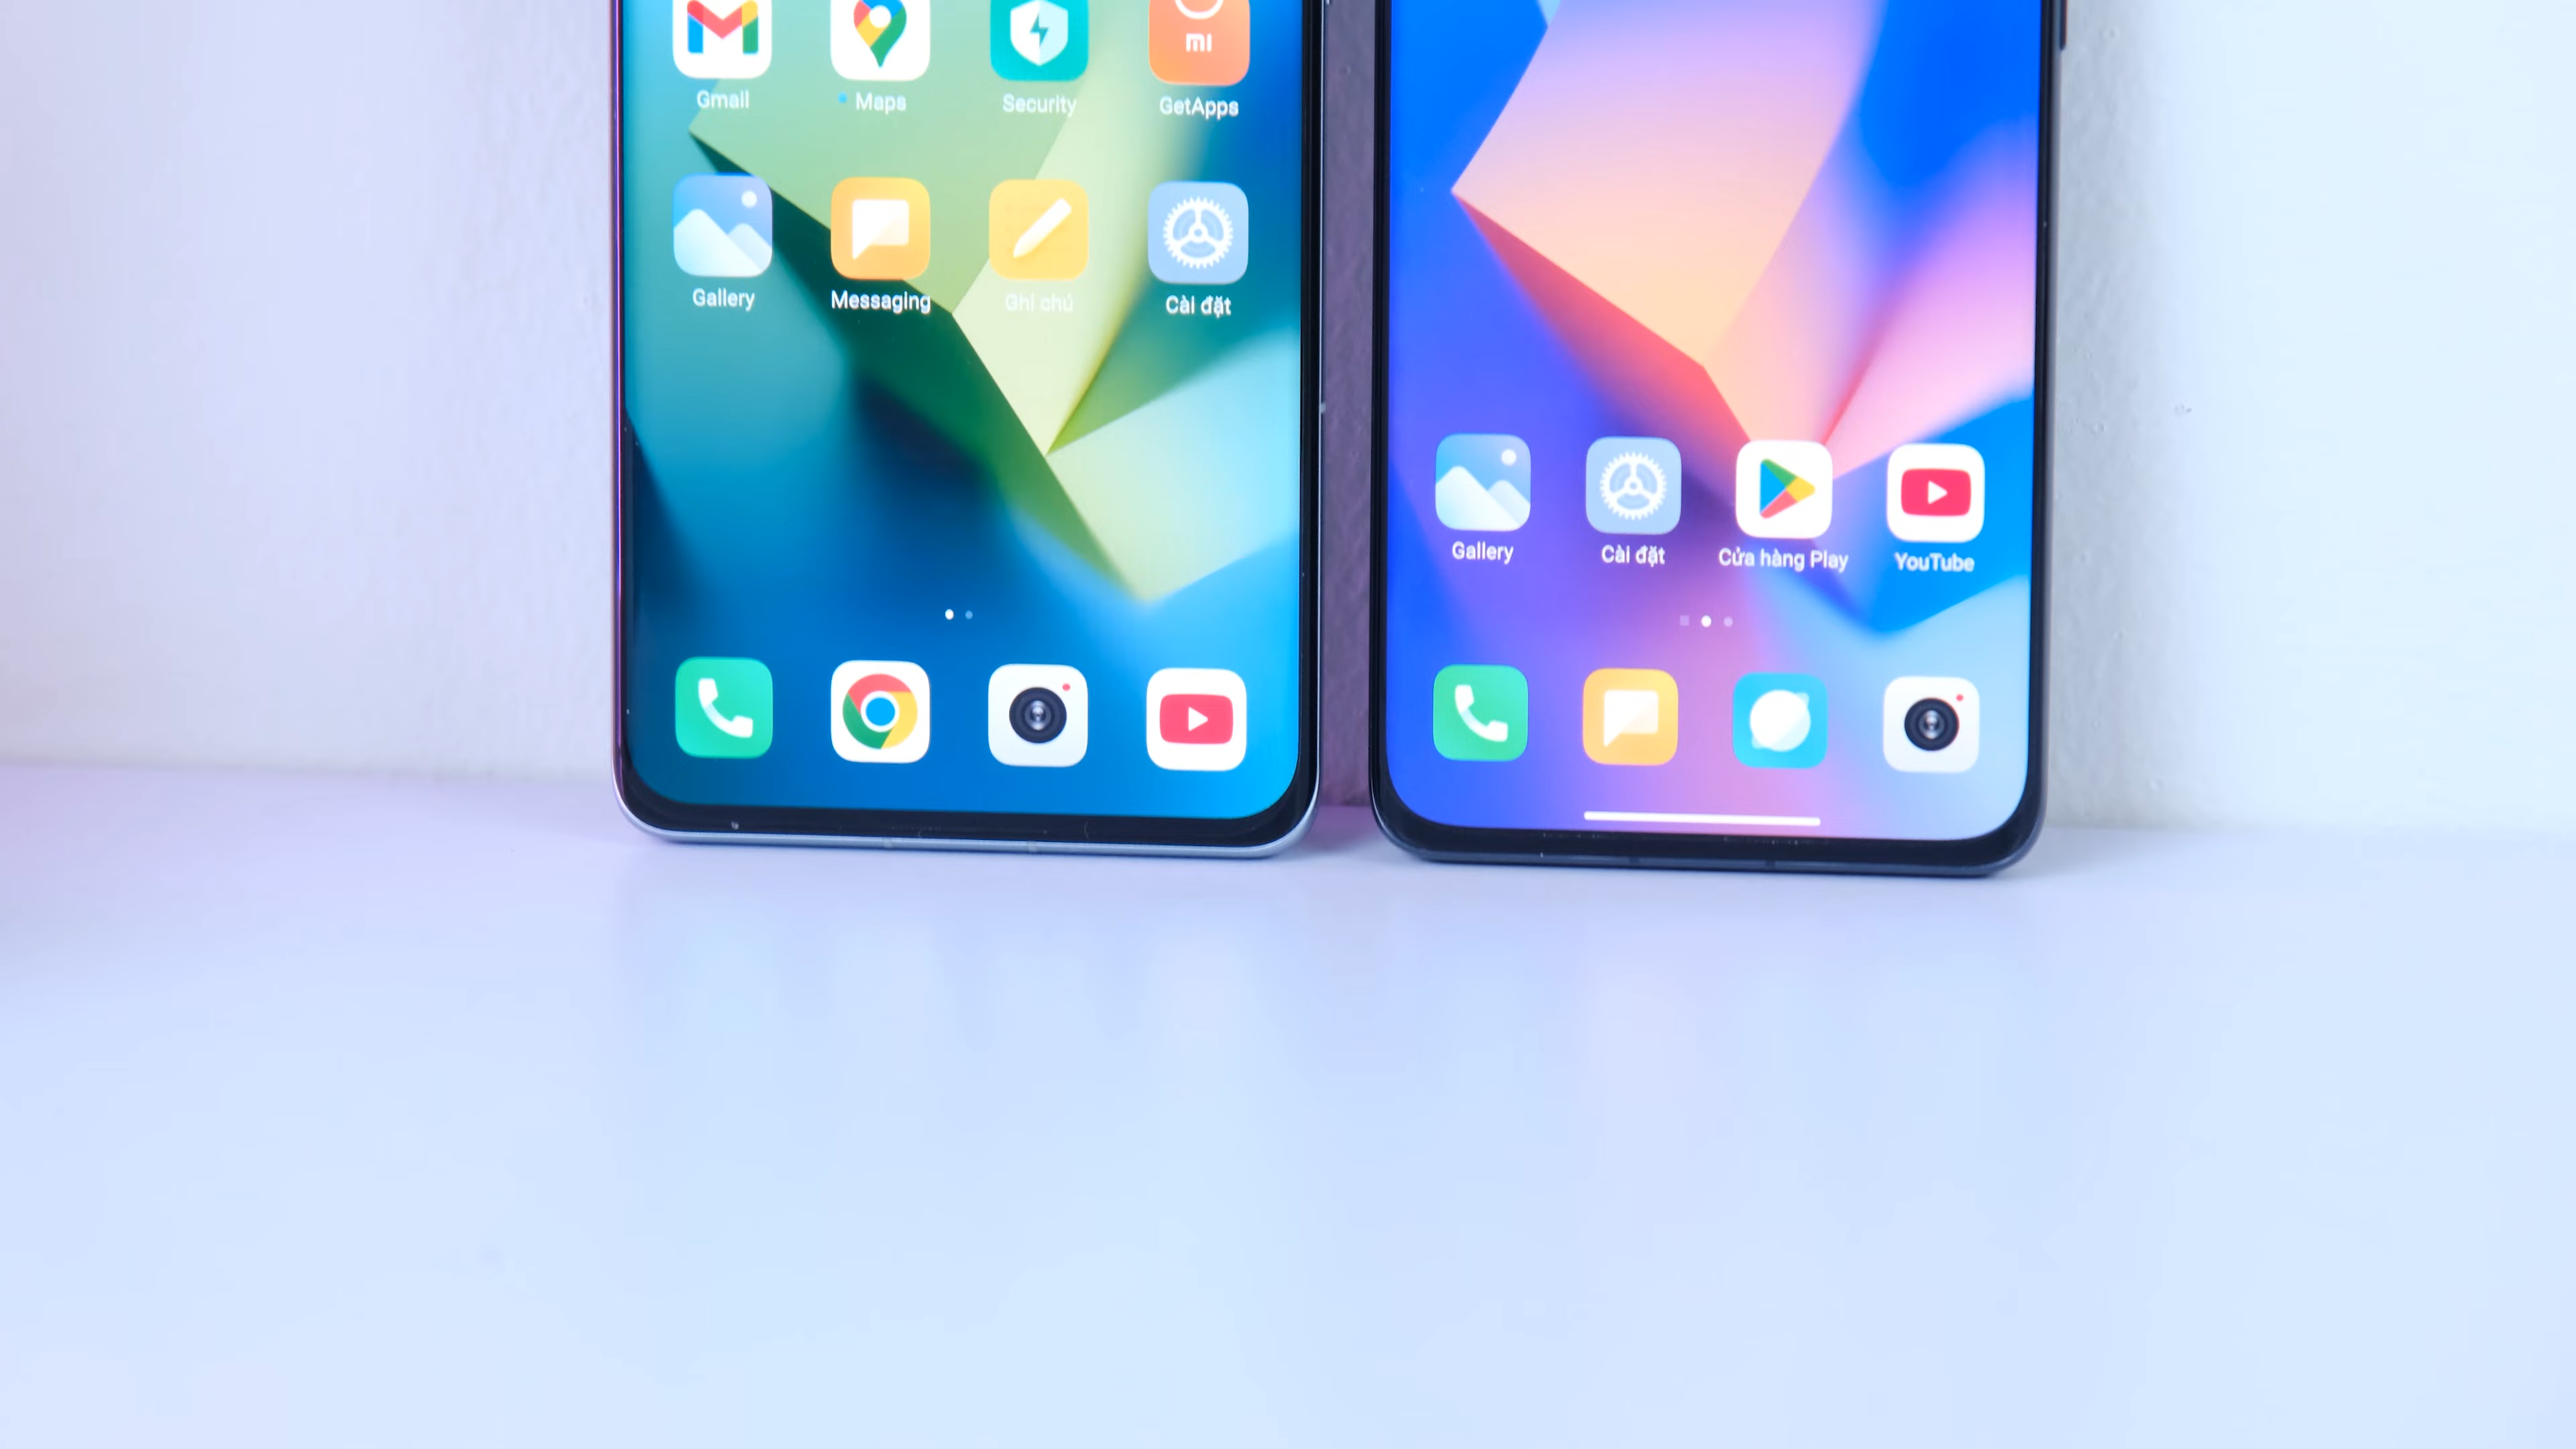 mi
Gmail
Maps
Security
GetApps
Gallery
Messaging
Ghi chú
Cài đặt
Gallery
Cài đặt
Cửa hàng Play
YouTube